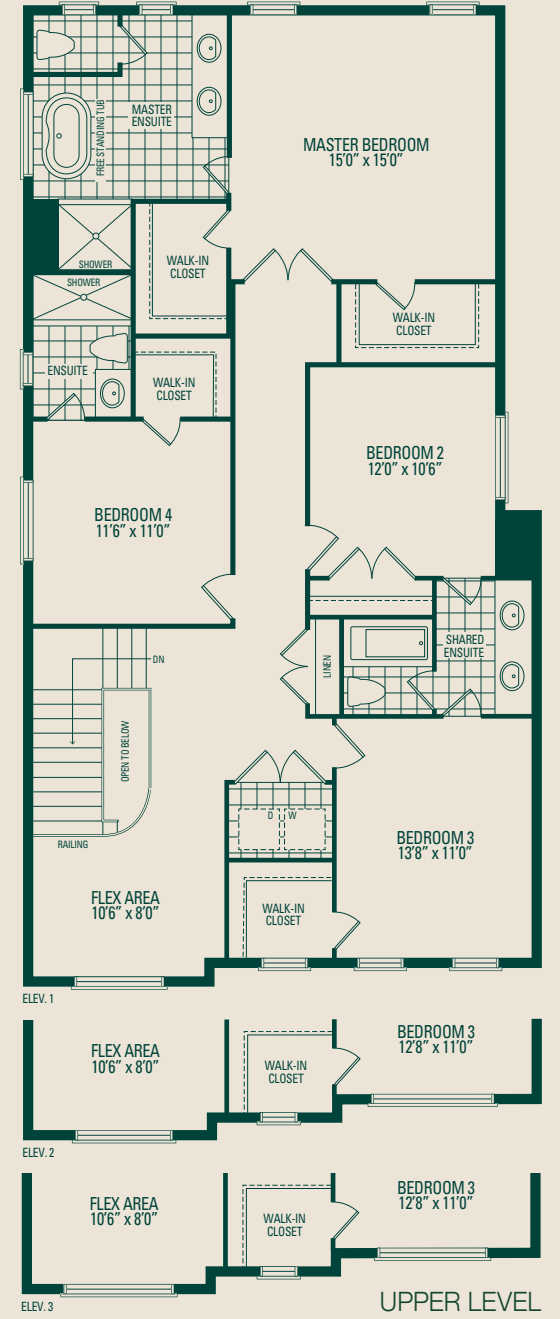 MASTER
ENSUITE
FREE STANDING TUB
MASTER BEDROOM
15'0" x 15'0"
SHOWER
WALK-IN
CLOSET
SHOWER
WALK-IN
CLOSET
ENSUITE
WALK-IN
CLOSET
BEDROOM 2
12'0" x 10'6"
BEDROOM 4
11'6" x 11'0"
SHARED
ENSUITE
LINEN
DN
OPEN TO BELOW
RAILING
D W
BEDROOM 3
13'8" x 11'0"
FLEX AREA
10'6" x 8'0"
WALK-IN
CLOSET
ELEV. 1
FLEX AREA
10'6" x 8'0"
WALK-IN
CLOSET
BEDROOM 3
12'8" x 11'0"
ELEV. 2
FLEX AREA
10'6" x 8'0"
WALK-IN
CLOSET
BEDROOM 3
12'8" x 11'0"
ELEV. 3
UPPER LEVEL